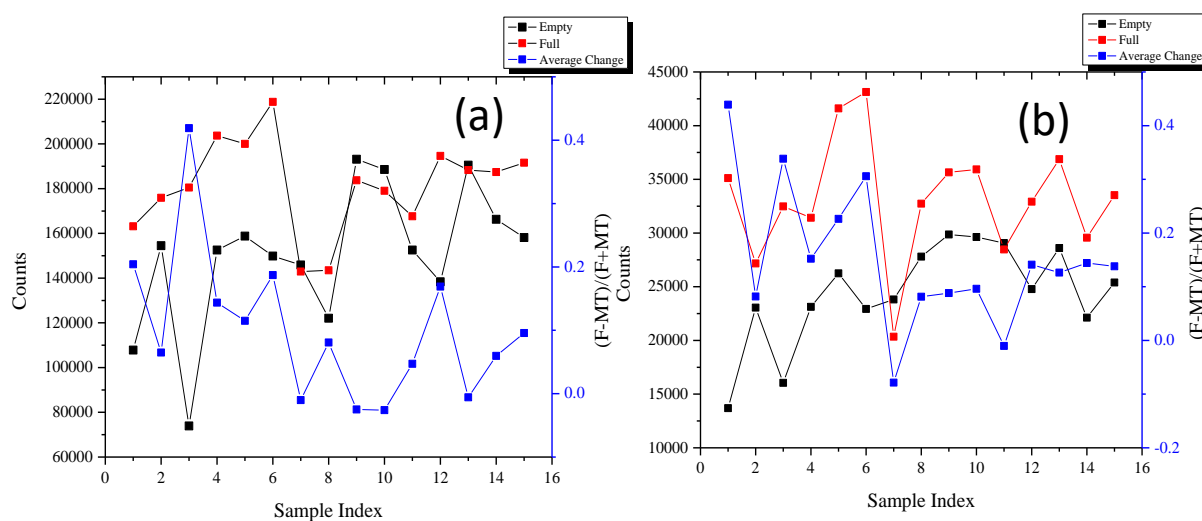 Empty
Full
Average Change
(a)
220000
200000
180000
160000
140000
120000
100000
80000
60000
0.4
0.2
0.0
0 2 4 6 8 10 12 14 16
Counts
Sample Index
(F-MT)/(F+MT)
Empty
Full
Average Change
(b)
45000
40000
35000
30000
25000
20000
15000
10000
0.4
0.2
0.0
-0.2
0 2 4 6 8 10 12 14 16
Counts
Sample Index
(F-MT)/(F+MT)